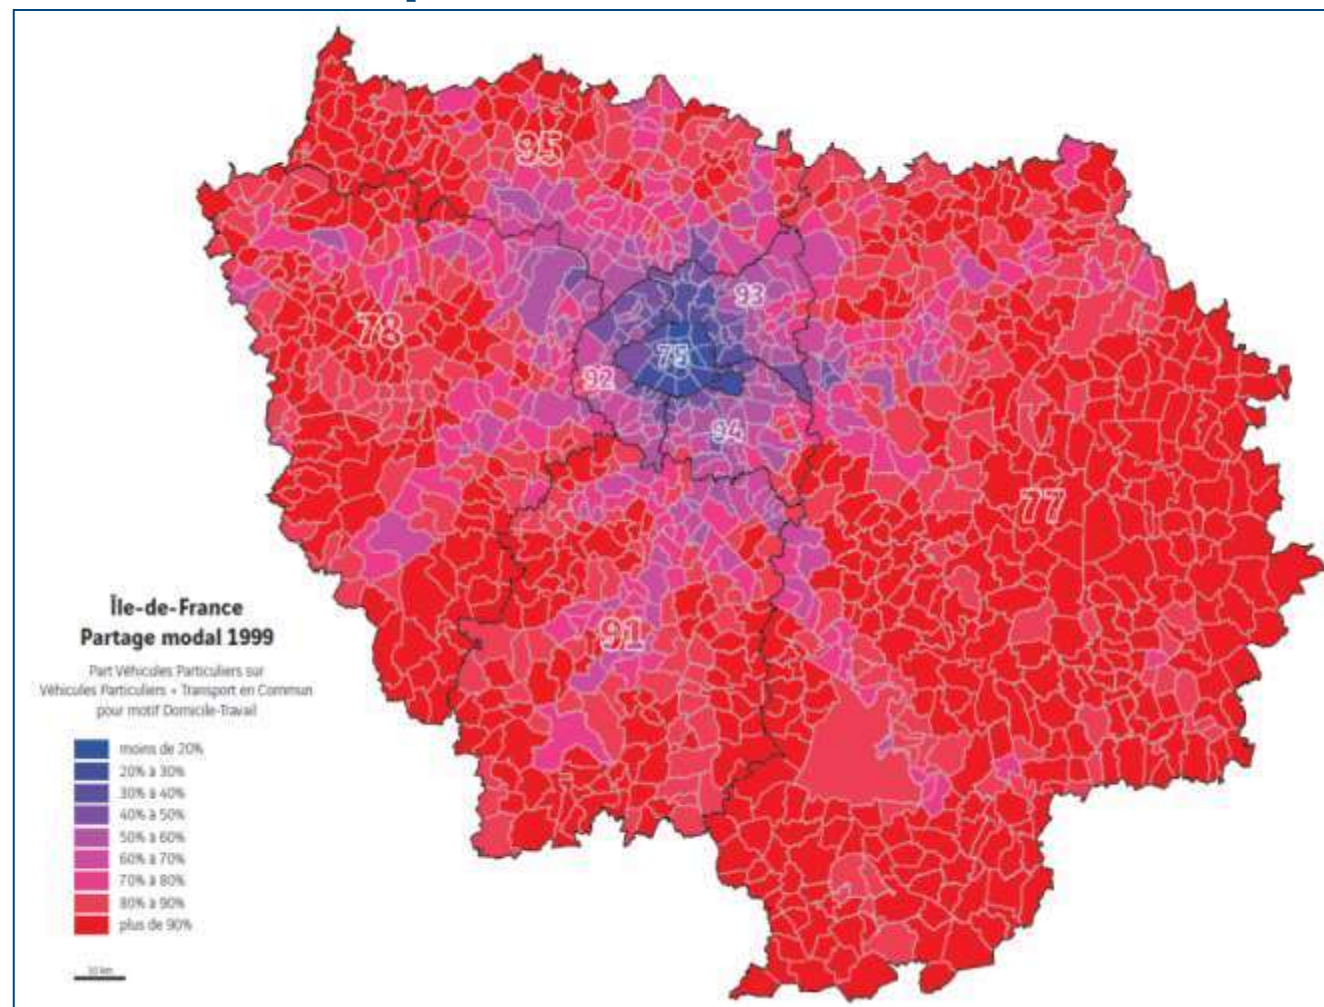 95
93
78
75
92
94
77
91
Île-de-France
Partage modal 1999
Part Véhicules Particuliers sur
Véhicules Particuliers + Transport en Commun
pour motif Domicile-Travail
moins de 20%
20% à 30%
30% à 40%
40% à 50%
50% à 60%
60% à 70%
70% à 80%
80% à 90%
plus de 90%
10 km